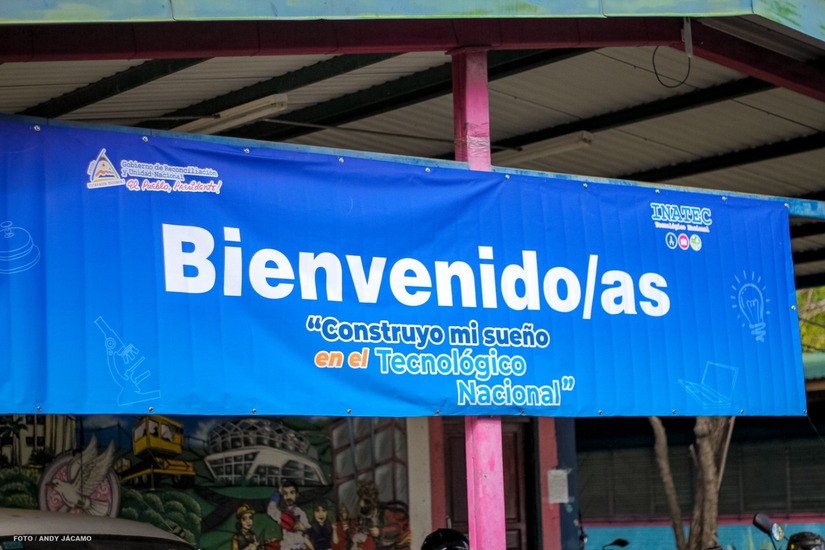 Gobierno de Reconciliación
y Unidad Nacional
El Pueblo, Presidente!
INATEC
Tecnológico Nacional
Bienvenido/as
“Construyo mi sueño
en el Tecnológico
Nacional”
FOTO / ANDY JÁCAMO